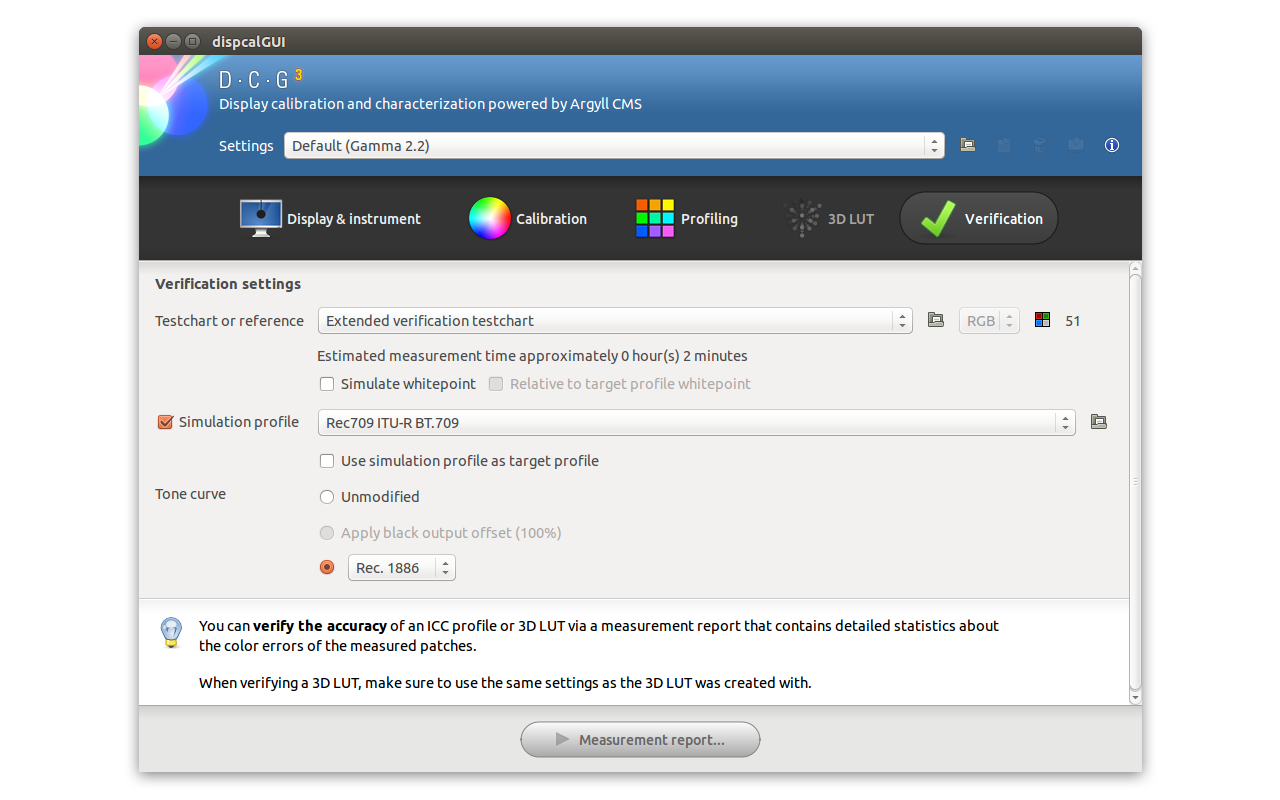 dispcalGUI
D·C·G 3
Display calibration and characterization powered by Argyll CMS
Settings Default (Gamma 2.2)
Display & instrument Calibration Profiling 3D LUT Verification
Verification settings
Testchart or reference Extended verification testchart RGB 51
Estimated measurement time approximately 0 hour(s) 2 minutes
Simulate whitepoint Relative to target profile whitepoint
Simulation profile Rec709 ITU-R BT.709
Use simulation profile as target profile
Tone curve Unmodified
Apply black output offset (100%)
Rec. 1886
You can verify the accuracy of an ICC profile or 3D LUT via a measurement report that contains detailed statistics about
the color errors of the measured patches.
When verifying a 3D LUT, make sure to use the same settings as the 3D LUT was created with.
Measurement report...